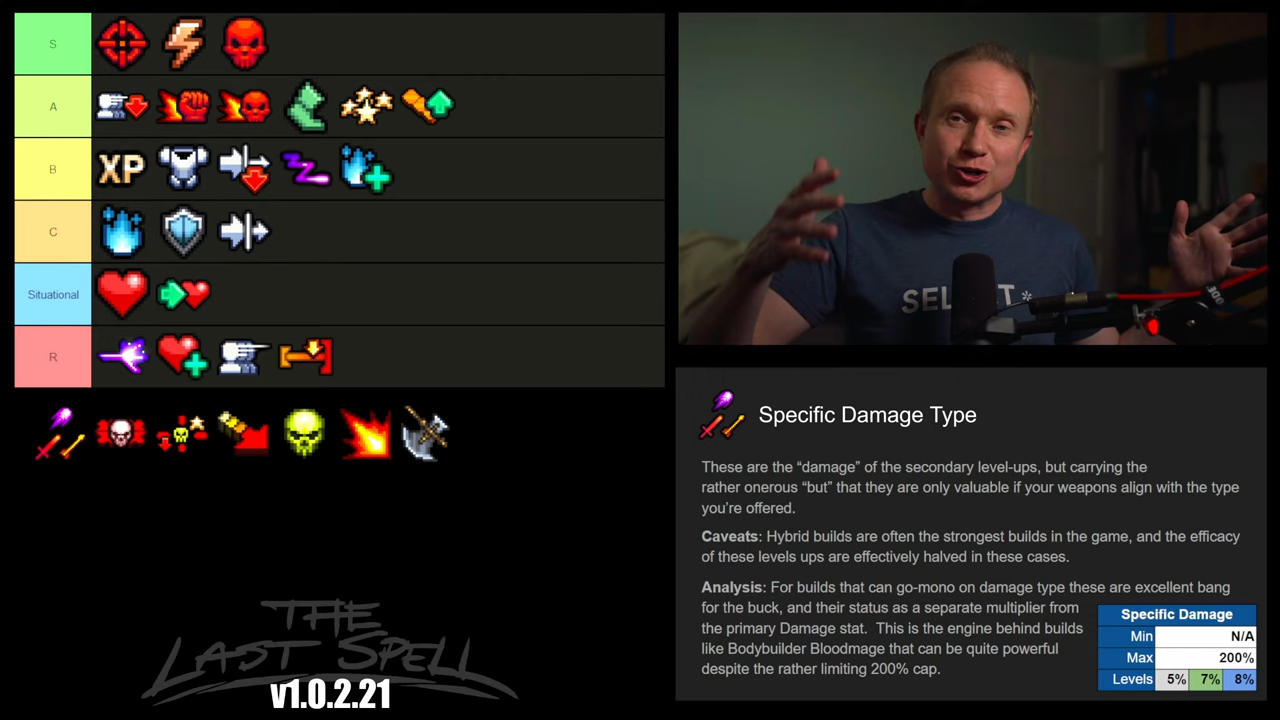 S
A
B
XP
C
Situational
R
SELECT*
ODE
Specific Damage Type
These are the “damage” of the secondary level-ups, but carrying the
rather onerous “but” that they are only valuable if your weapons align with the type
you're offered.
Caveats: Hybrid builds are often the strongest builds in the game, and the efficacy
of these levels ups are effectively halved in these cases.
Analysis: For builds that can go-mono on damage type these are excellent bang
for the buck, and their status as a separate multiplier from
the primary Damage stat. This is the engine behind builds
like Bodybuilder Bloodmage that can be quite powerful
despite the rather limiting 200% cap.
Specific Damage
Min N/A
Max 200%
Levels 5% 7% 8%
THE
LAST SPELL
v1.0.2.21